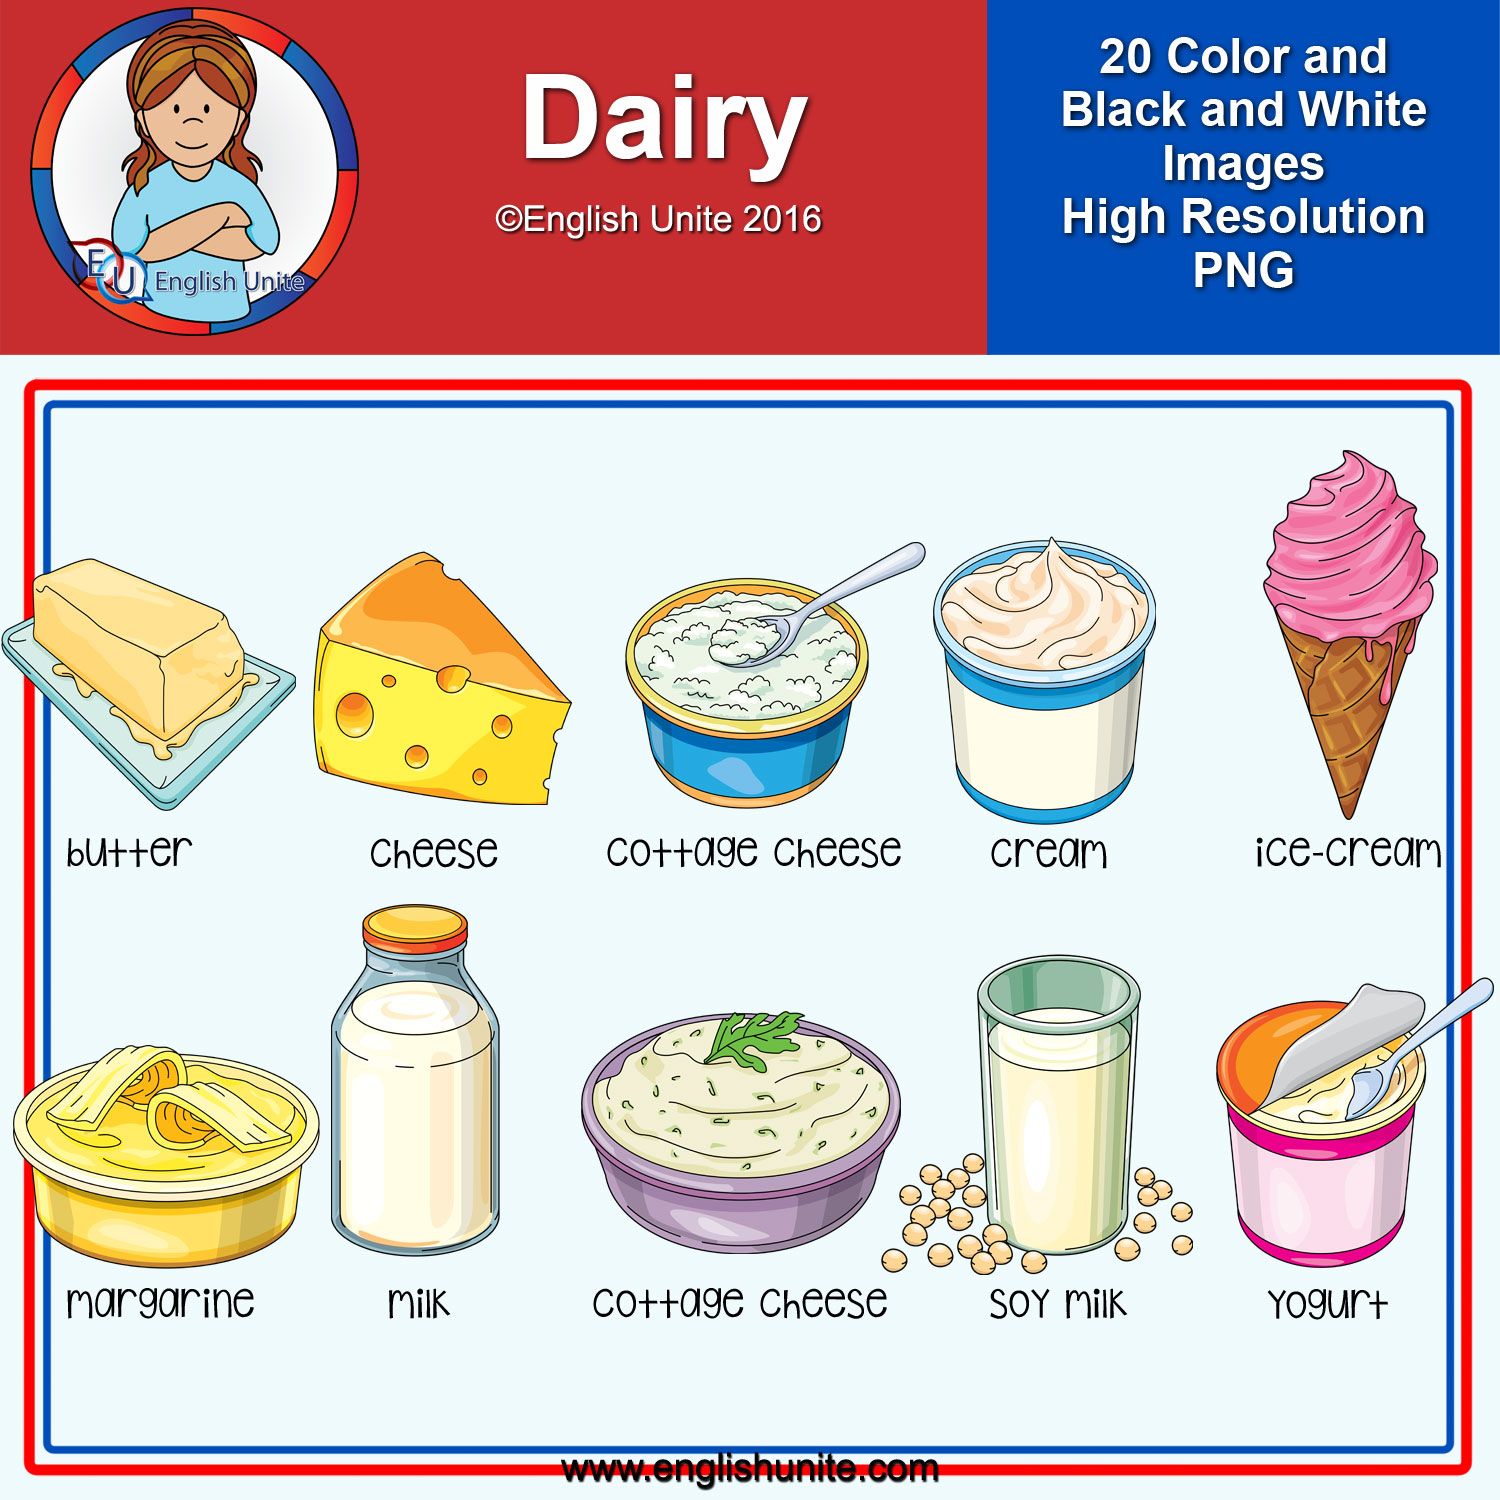 Dairy
©English Unite 2016
EU English Unite
20 Color and
Black and White
Images
High Resolution
PNG
butter
cheese
cottage cheese
cream
ice-cream
margarine
milk
cottage cheese
soy milk
yogurt
www.englishunite.com